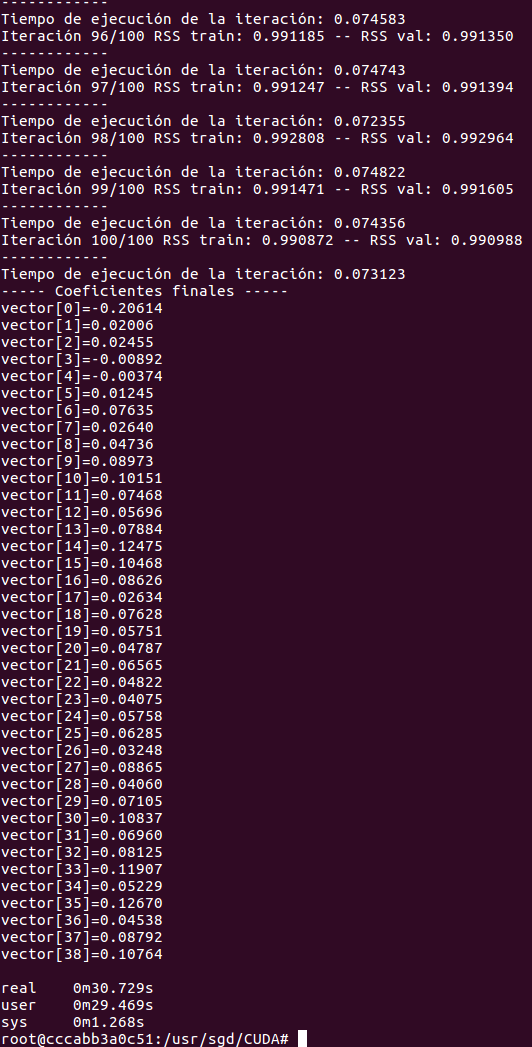 ------------
Tiempo de ejecución de la iteración: 0.074583
Iteración 96/100 RSS train: 0.991185 -- RSS val: 0.991350
------------
Tiempo de ejecución de la iteración: 0.074743
Iteración 97/100 RSS train: 0.991247 -- RSS val: 0.991394
------------
Tiempo de ejecución de la iteración: 0.072355
Iteración 98/100 RSS train: 0.992808 -- RSS val: 0.992964
------------
Tiempo de ejecución de la iteración: 0.074822
Iteración 99/100 RSS train: 0.991471 -- RSS val: 0.991605
------------
Tiempo de ejecución de la iteración: 0.074356
Iteración 100/100 RSS train: 0.990872 -- RSS val: 0.990988
------------
Tiempo de ejecución de la iteración: 0.073123
----- Coeficientes finales -----
vector[0]=-0.20614
vector[1]=0.02006
vector[2]=0.02455
vector[3]=-0.00892
vector[4]=-0.00374
vector[5]=0.01245
vector[6]=0.07635
vector[7]=0.02640
vector[8]=0.04736
vector[9]=0.08973
vector[10]=0.10151
vector[11]=0.07468
vector[12]=0.05696
vector[13]=0.07884
vector[14]=0.12475
vector[15]=0.10468
vector[16]=0.08626
vector[17]=0.02634
vector[18]=0.07628
vector[19]=0.05751
vector[20]=0.04787
vector[21]=0.06565
vector[22]=0.04822
vector[23]=0.04075
vector[24]=0.05758
vector[25]=0.06285
vector[26]=0.03248
vector[27]=0.08865
vector[28]=0.04060
vector[29]=0.07105
vector[30]=0.10837
vector[31]=0.06960
vector[32]=0.08125
vector[33]=0.11907
vector[34]=0.05229
vector[35]=0.12670
vector[36]=0.04538
vector[37]=0.08792
vector[38]=0.10764
real 0m30.729s
user 0m29.469s
sys 0m1.268s
root@cccabb3a0c51:/usr/sgd/CUDA#